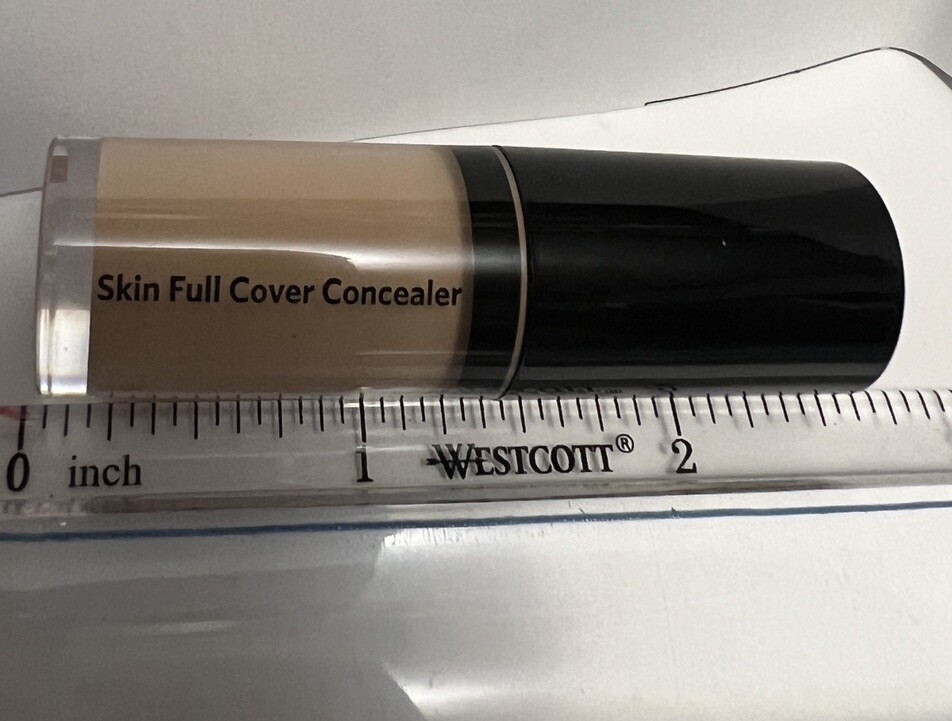 Skin Full Cover Concealer
0 inch 1 WESTCOTT® 2